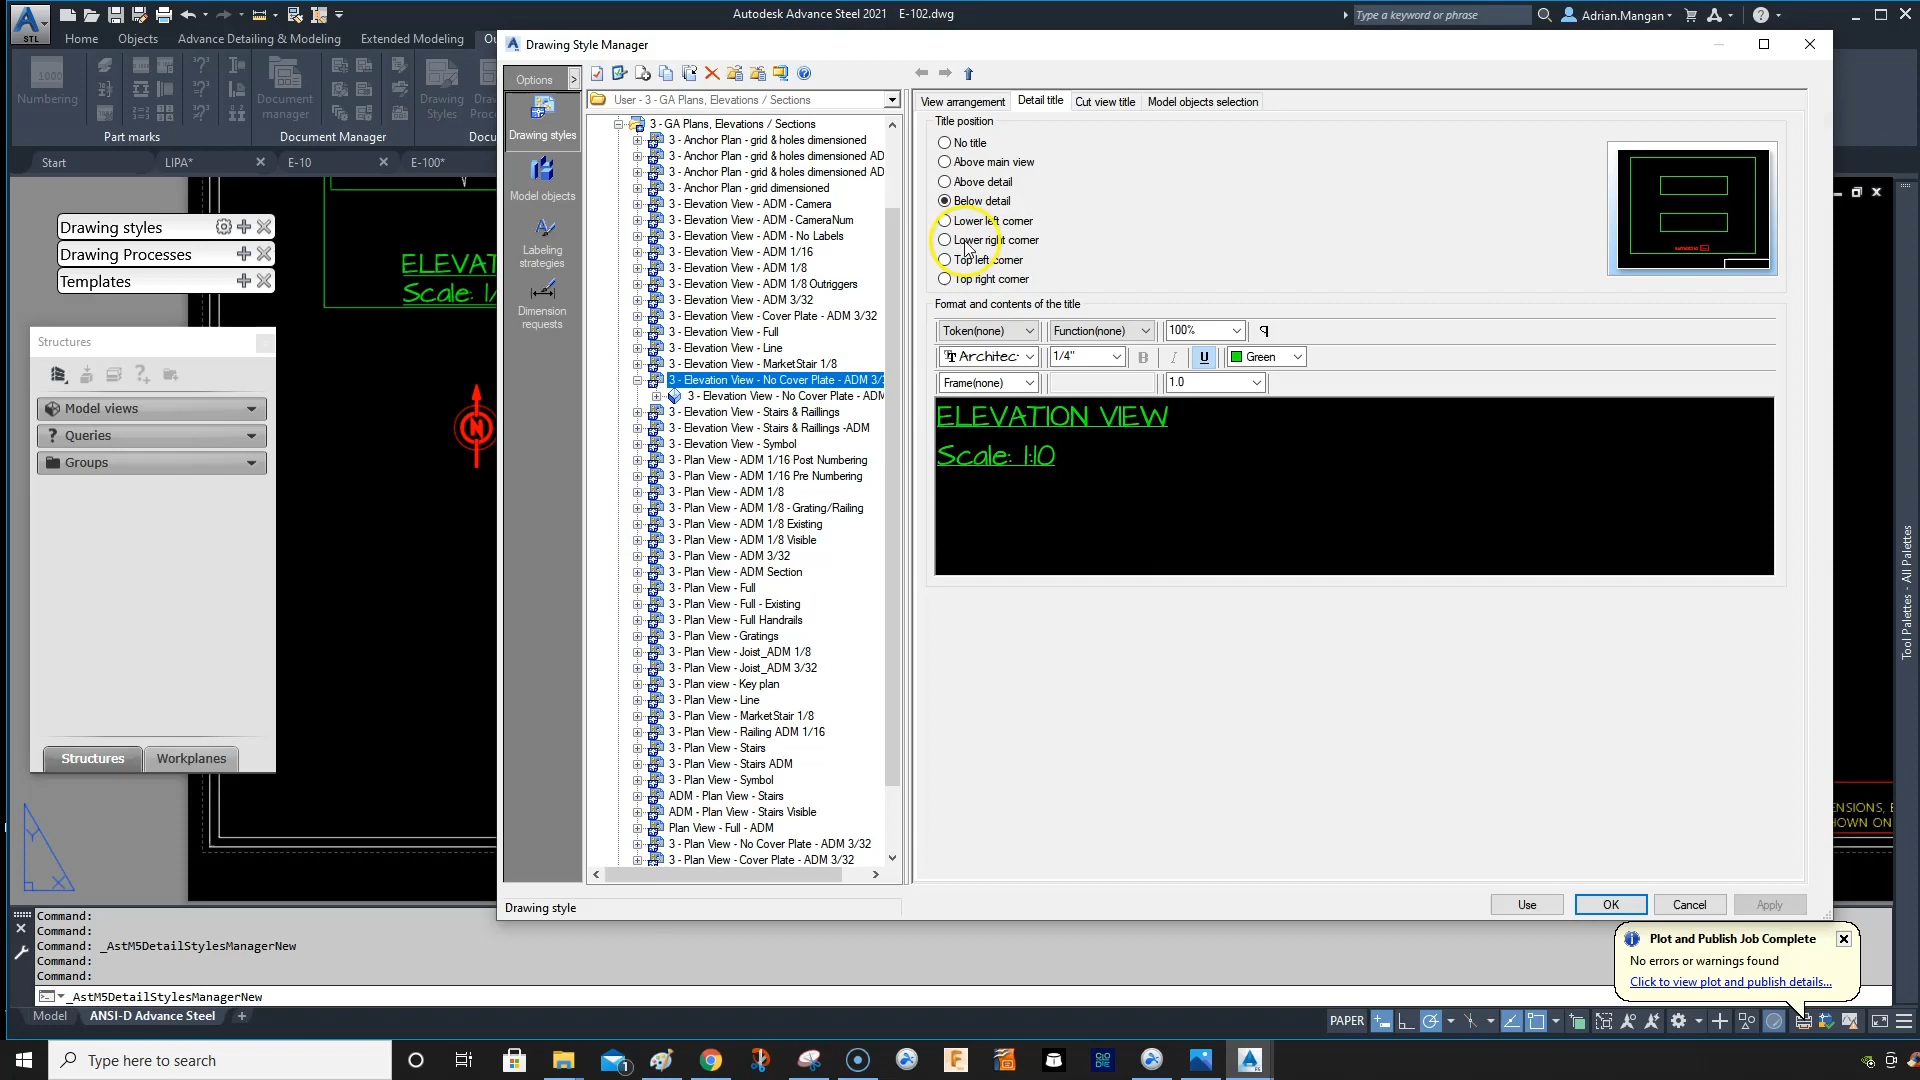 Autodesk Advance Steel 2021 E-102.dwg
Type a keyword or phrase
Adrian.Mangan
STL
Home Objects Advance Detailing & Modeling Extended Modeling
1000
Numbering
Document
manager
Drawing
Styles
Part marks
Document Manager
Start LIPA* E-10 E-100*
Drawing styles
Drawing Processes
Templates
Structures
Model views
Queries
Groups
Structures Workplanes
Scale:
N
Y
X
Drawing Style Manager
Options >
Drawing styles
Model objects
Labeling
strategies
Dimension
requests
User - 3 - GA Plans, Elevations / Sections
3 - GA Plans, Elevations / Sections
3 - Anchor Plan - grid & holes dimensioned
3 - Anchor Plan - grid & holes dimensioned AD
3 - Anchor Plan - grid & holes dimensioned AD
3 - Anchor Plan - grid dimensioned
3 - Elevation View - ADM - Camera
3 - Elevation View - ADM - CameraNum
3 - Elevation View - ADM - No Labels
3 - Elevation View - ADM 1/16
3 - Elevation View - ADM 1/8
3 - Elevation View - ADM 1/8 Outriggers
3 - Elevation View - ADM 3/32
3 - Elevation View - Cover Plate - ADM 3/32
3 - Elevation View - Full
3 - Elevation View - Line
3 - Elevation View - MarketStair 1/8
3 - Elevation View - No Cover Plate - ADM 3/
3 - Elevation View - No Cover Plate - ADM
3 - Elevation View - Stairs & Raillings
3 - Elevation View - Stairs & Raillings -ADM
3 - Elevation View - Symbol
3 - Plan View - ADM 1/16 Post Numbering
3 - Plan View - ADM 1/16 Pre Numbering
3 - Plan View - ADM 1/8
3 - Plan View - ADM 1/8 - Grating/Railing
3 - Plan View - ADM 1/8 Existing
3 - Plan View - ADM 1/8 Visible
3 - Plan View - ADM 3/32
3 - Plan View - ADM Section
3 - Plan View - Full
3 - Plan View - Full - Existing
3 - Plan View - Full Handrails
3 - Plan View - Gratings
3 - Plan View - Joist_ADM 1/8
3 - Plan View - Joist_ADM 3/32
3 - Plan view - Key plan
3 - Plan View - Line
3 - Plan View - MarketStair 1/8
3 - Plan View - Railing ADM 1/16
3 - Plan View - Stairs
3 - Plan View - Stairs ADM
3 - Plan View - Symbol
ADM - Plan View - Stairs
ADM - Plan View - Stairs Visible
Plan View - Full - ADM
3 - Plan View - No Cover Plate - ADM 3/32
3 - Plan View - Cover Plate - ADM 3/32
Drawing style
View arrangement Detail title Cut view title Model objects selection
Title position
No title
Above main view
Above detail
Below detail
Lower left corner
Lower right corner
Top left corner
Top right corner
Format and contents of the title
Token(none) Function(none) 100% ¶
Architec 1/4" B I U Green
Frame(none) 1.0
ELEVATION VIEW
Scale: 1:10
Use OK Cancel Apply
Tool Palettes - All Palettes
Command:
Command:
Command: _AstM5DetailStylesManagerNew
Command:
Command:
_AstM5DetailStylesManagerNew
Model ANSI-D Advance Steel +
Plot and Publish Job Complete
No errors or warnings found
Click to view plot and publish details...
PAPER
Type here to search